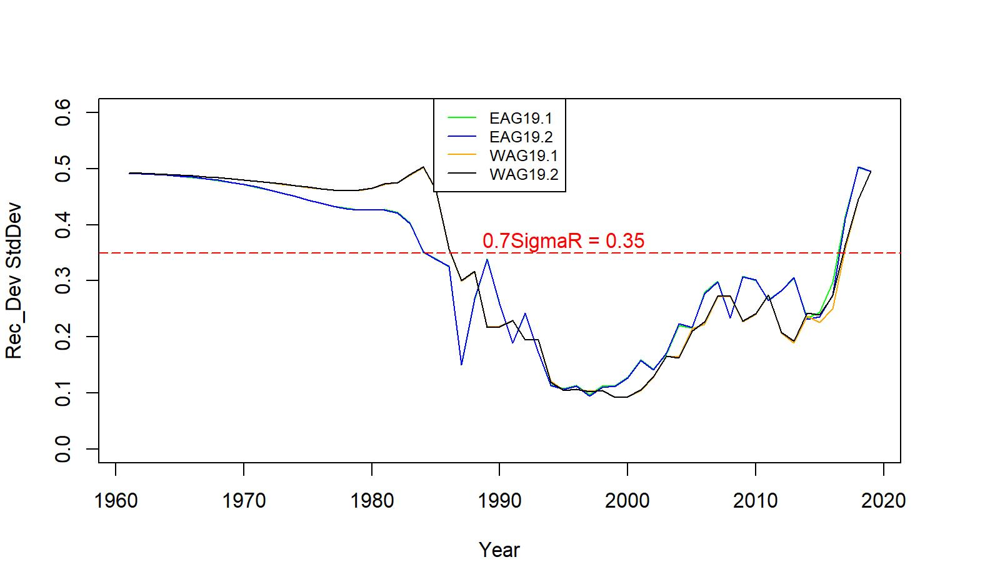 EAG19.1
EAG19.2
WAG19.1
WAG19.2
0.7SigmaR = 0.35
Rec_Dev StdDev
0.6
0.5
0.4
0.3
0.2
0.1
0.0
1960 1970 1980 1990 2000 2010 2020
Year